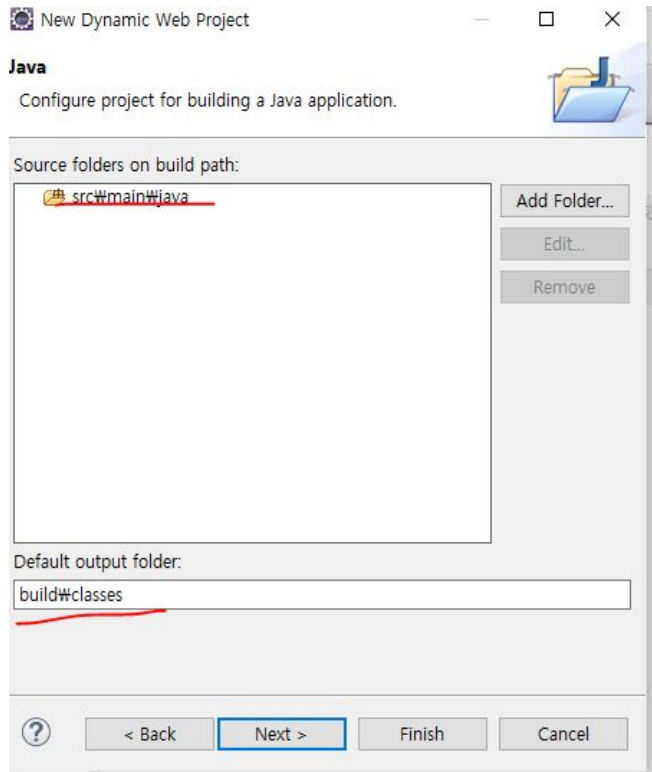 New Dynamic Web Project
Java
Configure project for building a Java application.
Source folders on build path:
src₩main₩java
Add Folder...
Edit...
Remove
Default output folder:
build₩classes
?
< Back
Next >
Finish
Cancel